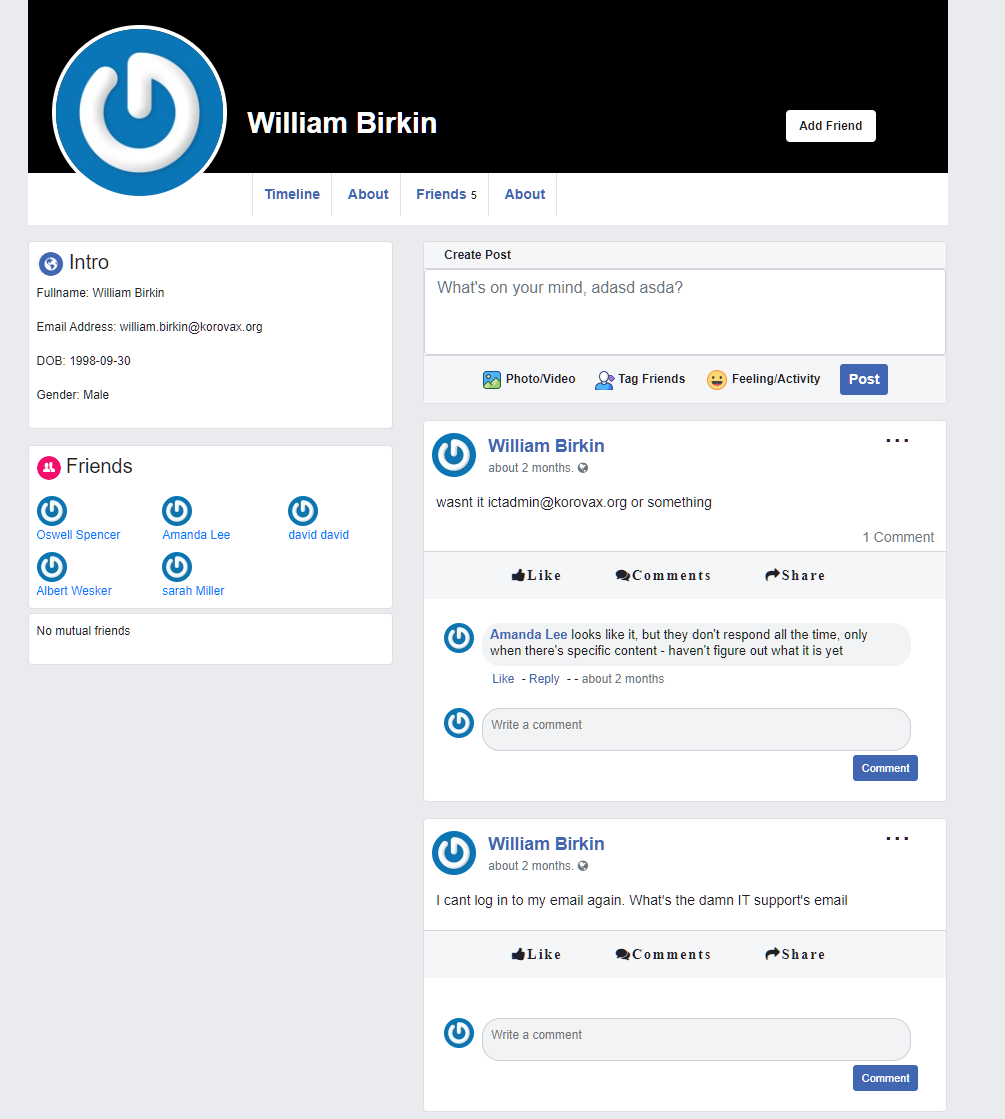 William Birkin
Add Friend
Timeline About Friends 5 About
Intro
Fullname: William Birkin
Email Address: william.birkin@korovax.org
DOB: 1998-09-30
Gender: Male
Friends
Oswell Spencer Amanda Lee david david
Albert Wesker sarah Miller
No mutual friends
Create Post
What's on your mind, adasd asda?
Photo/Video Tag Friends Feeling/Activity Post
William Birkin
about 2 months.
wasnt it ictadmin@korovax.org or something
1 Comment
Like Comments Share
Amanda Lee looks like it, but they don't respond all the time, only
when there's specific content - haven't figure out what it is yet
Like - Reply - - about 2 months
Write a comment
Comment
William Birkin
about 2 months.
I cant log in to my email again. What's the damn IT support's email
Like Comments Share
Write a comment
Comment